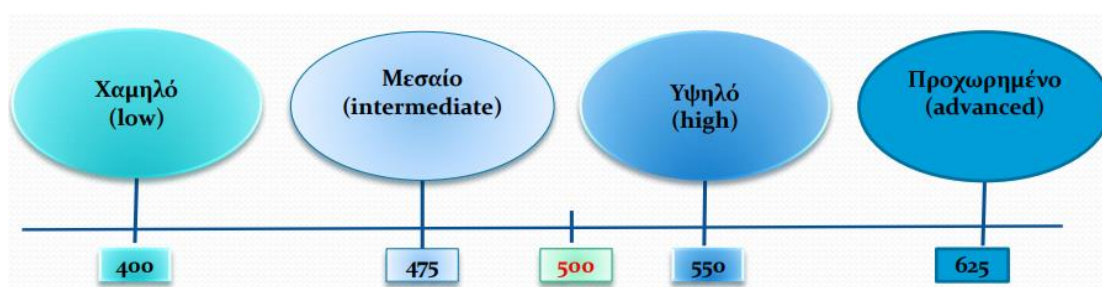 Χαμηλό
(low)
Μεσαίο
(intermediate)
Υψηλό
(high)
Προχωρημένο
(advanced)
400
475
500
550
625